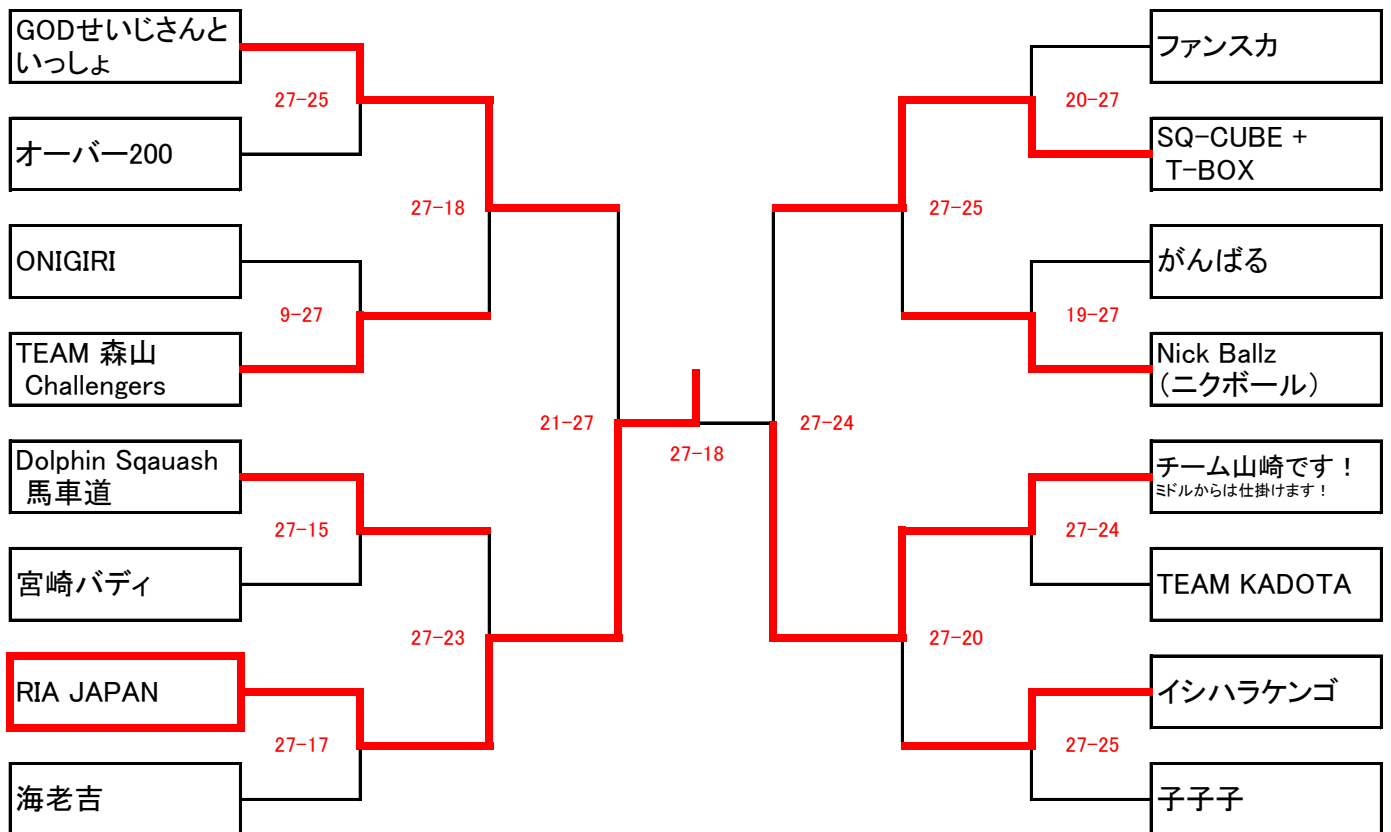 GODせいじさんと
いっしょ
27-25
オーバー200
27-18
ONIGIRI
9-27
TEAM 森山
Challengers
21-27
Dolphin Sqauash
馬車道
27-15
宮崎バディ
27-23
RIA JAPAN
27-17
海老吉
27-18
ファンスカ
20-27
SQ-CUBE +
T-BOX
27-25
がんばる
19-27
Nick Ballz
(ニクボール)
27-24
チーム山崎です!
ミドルからは仕掛けます!
27-24
TEAM KADOTA
27-20
イシハラケンゴ
27-25
子子子